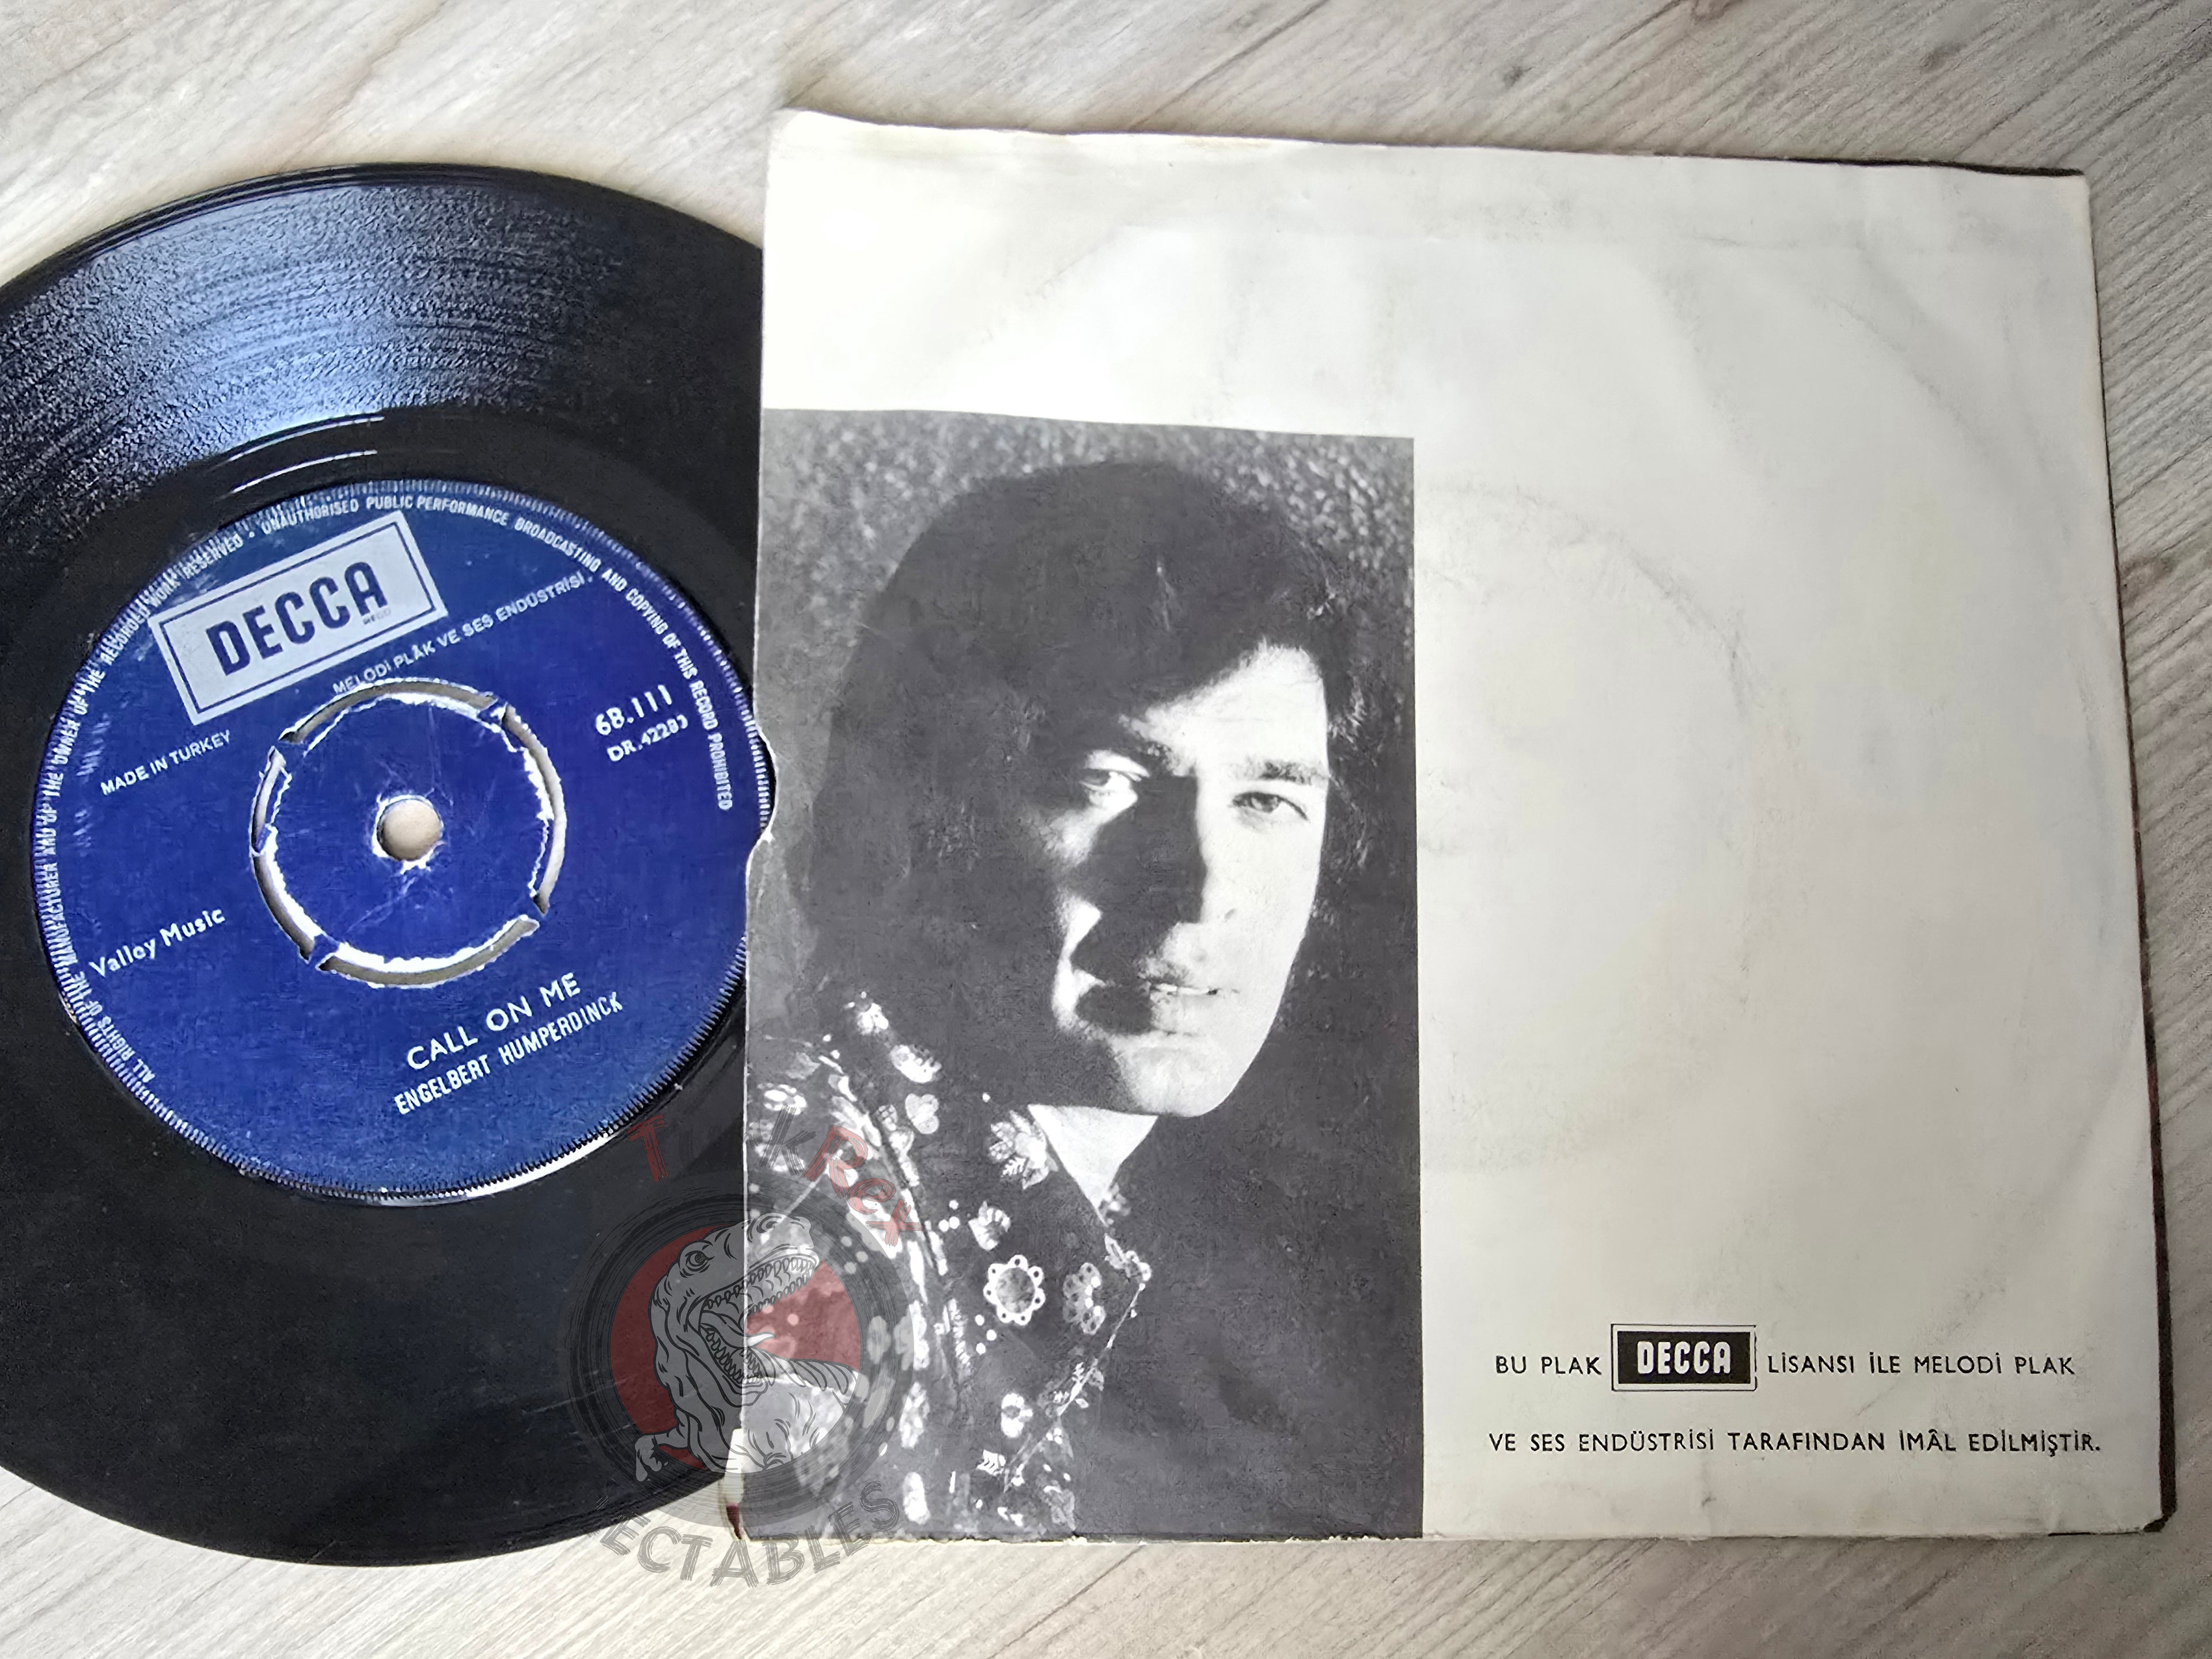 DECCA
MELODİ PLÂK VE SES ENDÜSTRİSİ.
MADE IN TURKEY
68.111
DR.42283
Valley Music
CALL ON ME
ENGELBERT HUMPERDINCK
ALL RIGHTS OF THE MANUFACTURER AND OF THE OWNER OF THE RECORDED WORK RESERVED • UNAUTHORISED PUBLIC PERFORMANCE BROADCASTING AND COPYING OF THIS RECORD PROHIBITED
BU PLAK DECCA LİSANSI İLE MELODİ PLAK
VE SES ENDÜSTRİSİ TARAFINDAN İMÂL EDİLMİŞTİR.